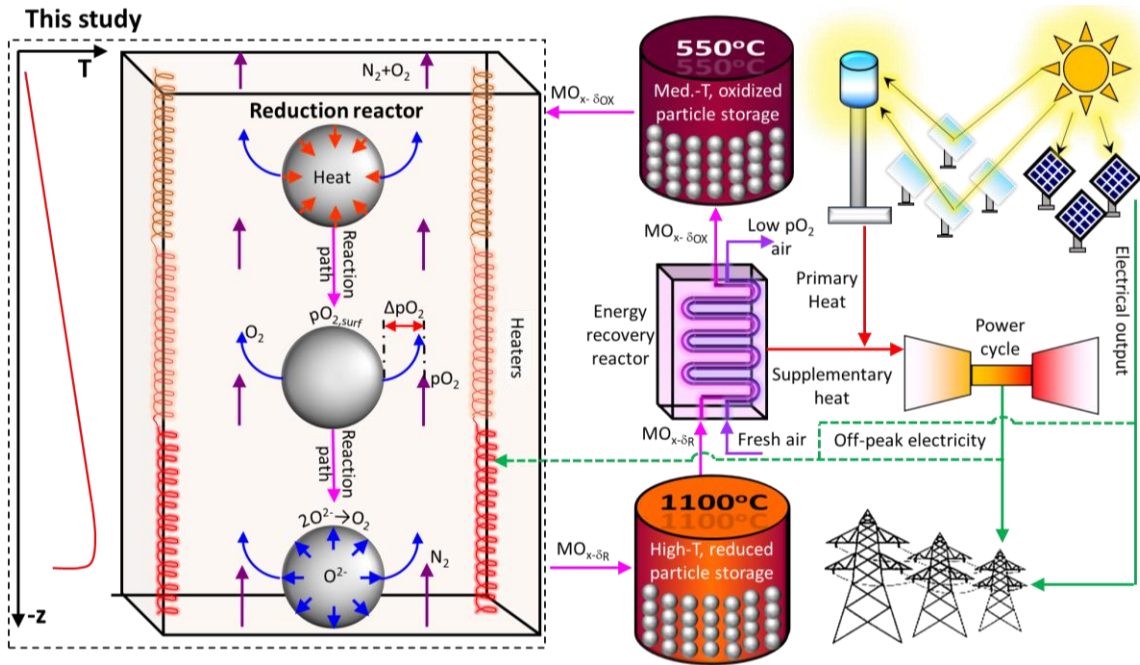 This study
T
-z
N₂+O₂
Reduction reactor
Heat
Reaction
path
pO₂,surf
ΔpO₂
O₂
pO₂
Reaction
path
2O²⁻→O₂
O²⁻
N₂
Heaters
MOx- δOX
550°C
550°C
Med.-T, oxidized
particle storage
MOx- δOX
Low pO₂
air
Energy
recovery
reactor
MOx-δR
Fresh air
MOx-δR
1100°C
1100°C
High-T, reduced
particle storage
Primary
Heat
Supplementary
heat
Power
cycle
Off-peak electricity
Electrical output